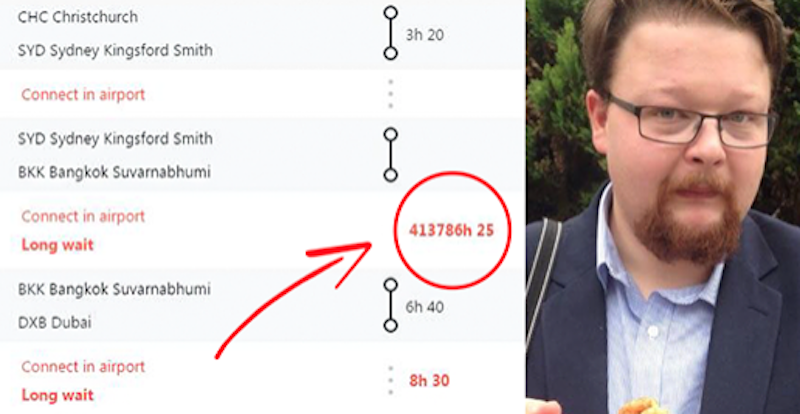 CHC Christchurch
3h 20
SYD Sydney Kingsford Smith
Connect in airport
SYD Sydney Kingsford Smith
BKK Bangkok Suvarnabhumi
Connect in airport
Long wait
413786h 25
BKK Bangkok Suvarnabhumi
6h 40
DXB Dubai
Connect in airport
Long wait
8h 30